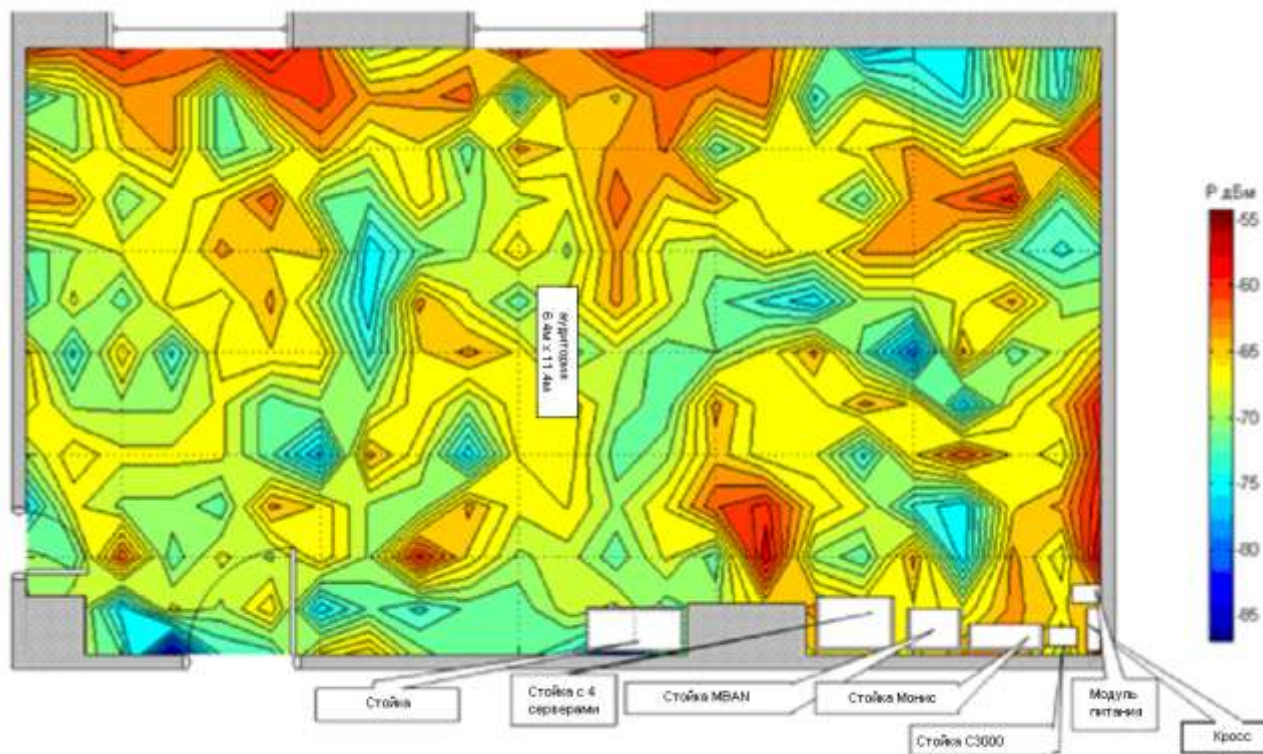 P дБм
-55
-60
-65
-70
-75
-80
-85
аудитория
6.4м x 11.4м
Стойка
Стойка с 4
серверами
Стойка MBAN
Стойка Монис
Стойка C3600
Модуль
питания
Кросс